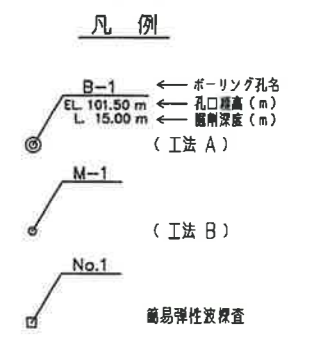 凡 例
B-1 ← ボーリング孔名
EL. 101.50 m ← 孔口標高 (m)
L. 15.00 m ← 掘削深度 (m)
( 工法 A )
M-1
( 工法 B )
No.1
簡易弾性波探査